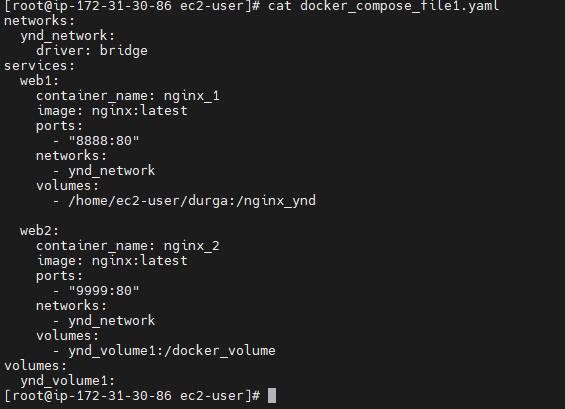 [root@ip-172-31-30-86 ec2-user]# cat docker_compose_file1.yaml
networks:
  ynd_network:
    driver: bridge
services:
  web1:
    container_name: nginx_1
    image: nginx:latest
    ports:
      - "8888:80"
    networks:
      - ynd_network
    volumes:
      - /home/ec2-user/durga:/nginx_ynd

  web2:
    container_name: nginx_2
    image: nginx:latest
    ports:
      - "9999:80"
    networks:
      - ynd_network
    volumes:
      - ynd_volume1:/docker_volume
volumes:
  ynd_volume1:
[root@ip-172-31-30-86 ec2-user]#